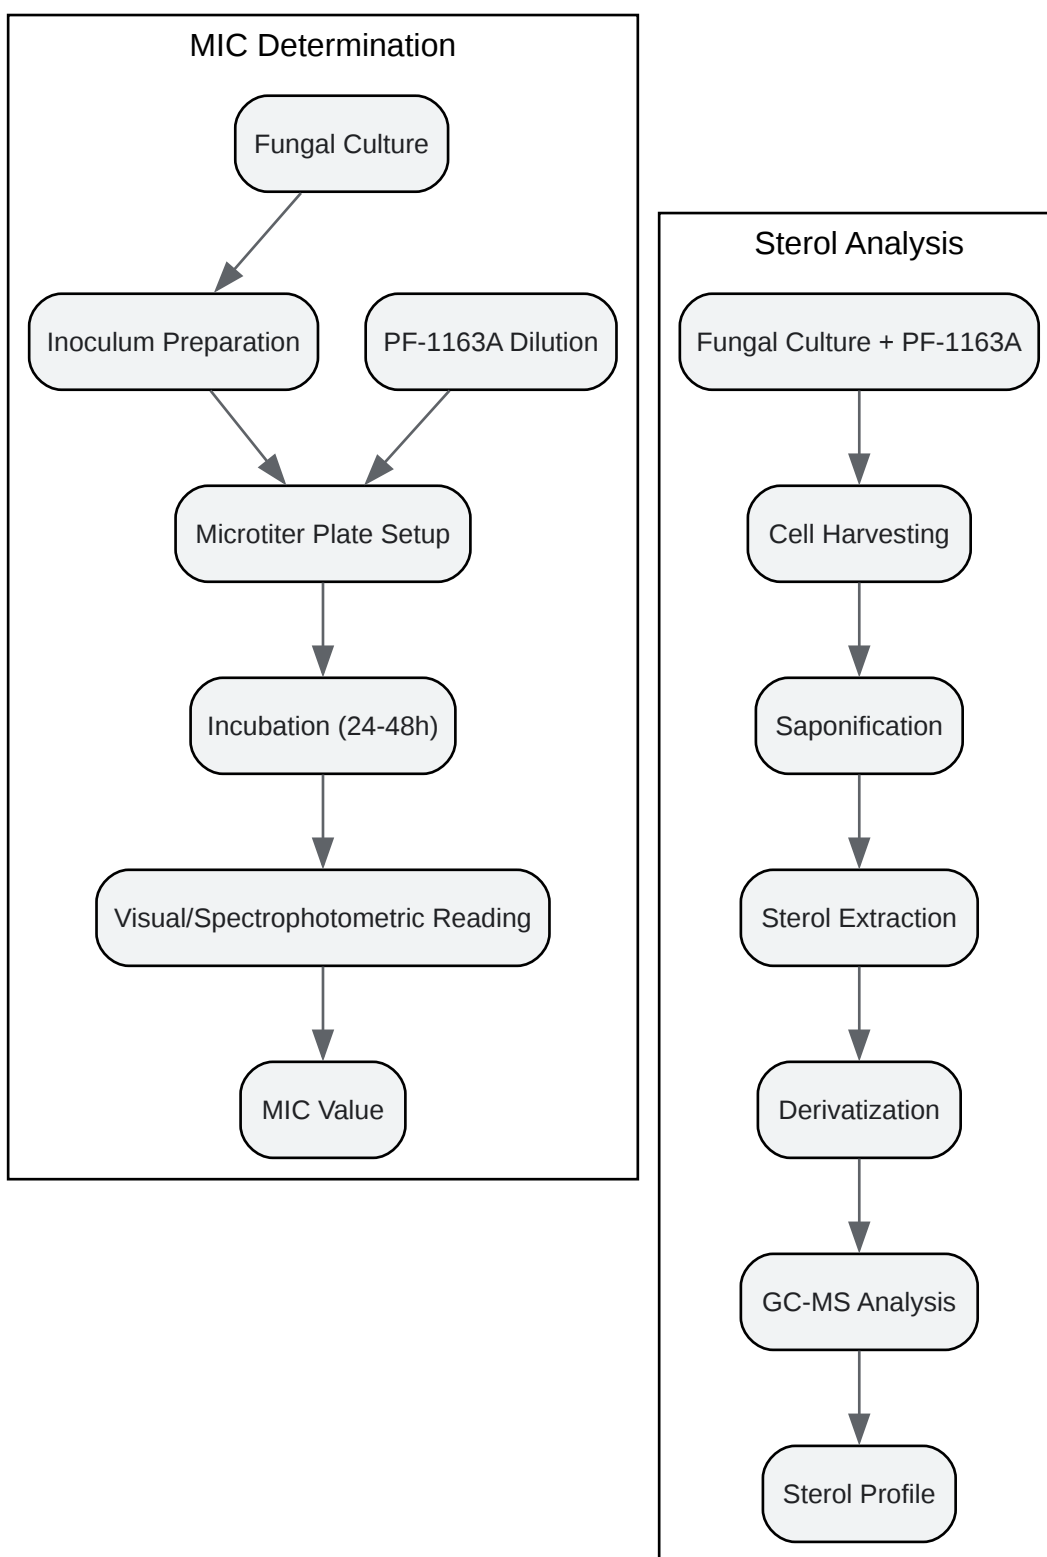 MIC Determination
Fungal Culture
Inoculum Preparation
PF-1163A Dilution
Microtiter Plate Setup
Incubation (24-48h)
Visual/Spectrophotometric Reading
MIC Value
Sterol Analysis
Fungal Culture + PF-1163A
Cell Harvesting
Saponification
Sterol Extraction
Derivatization
GC-MS Analysis
Sterol Profile